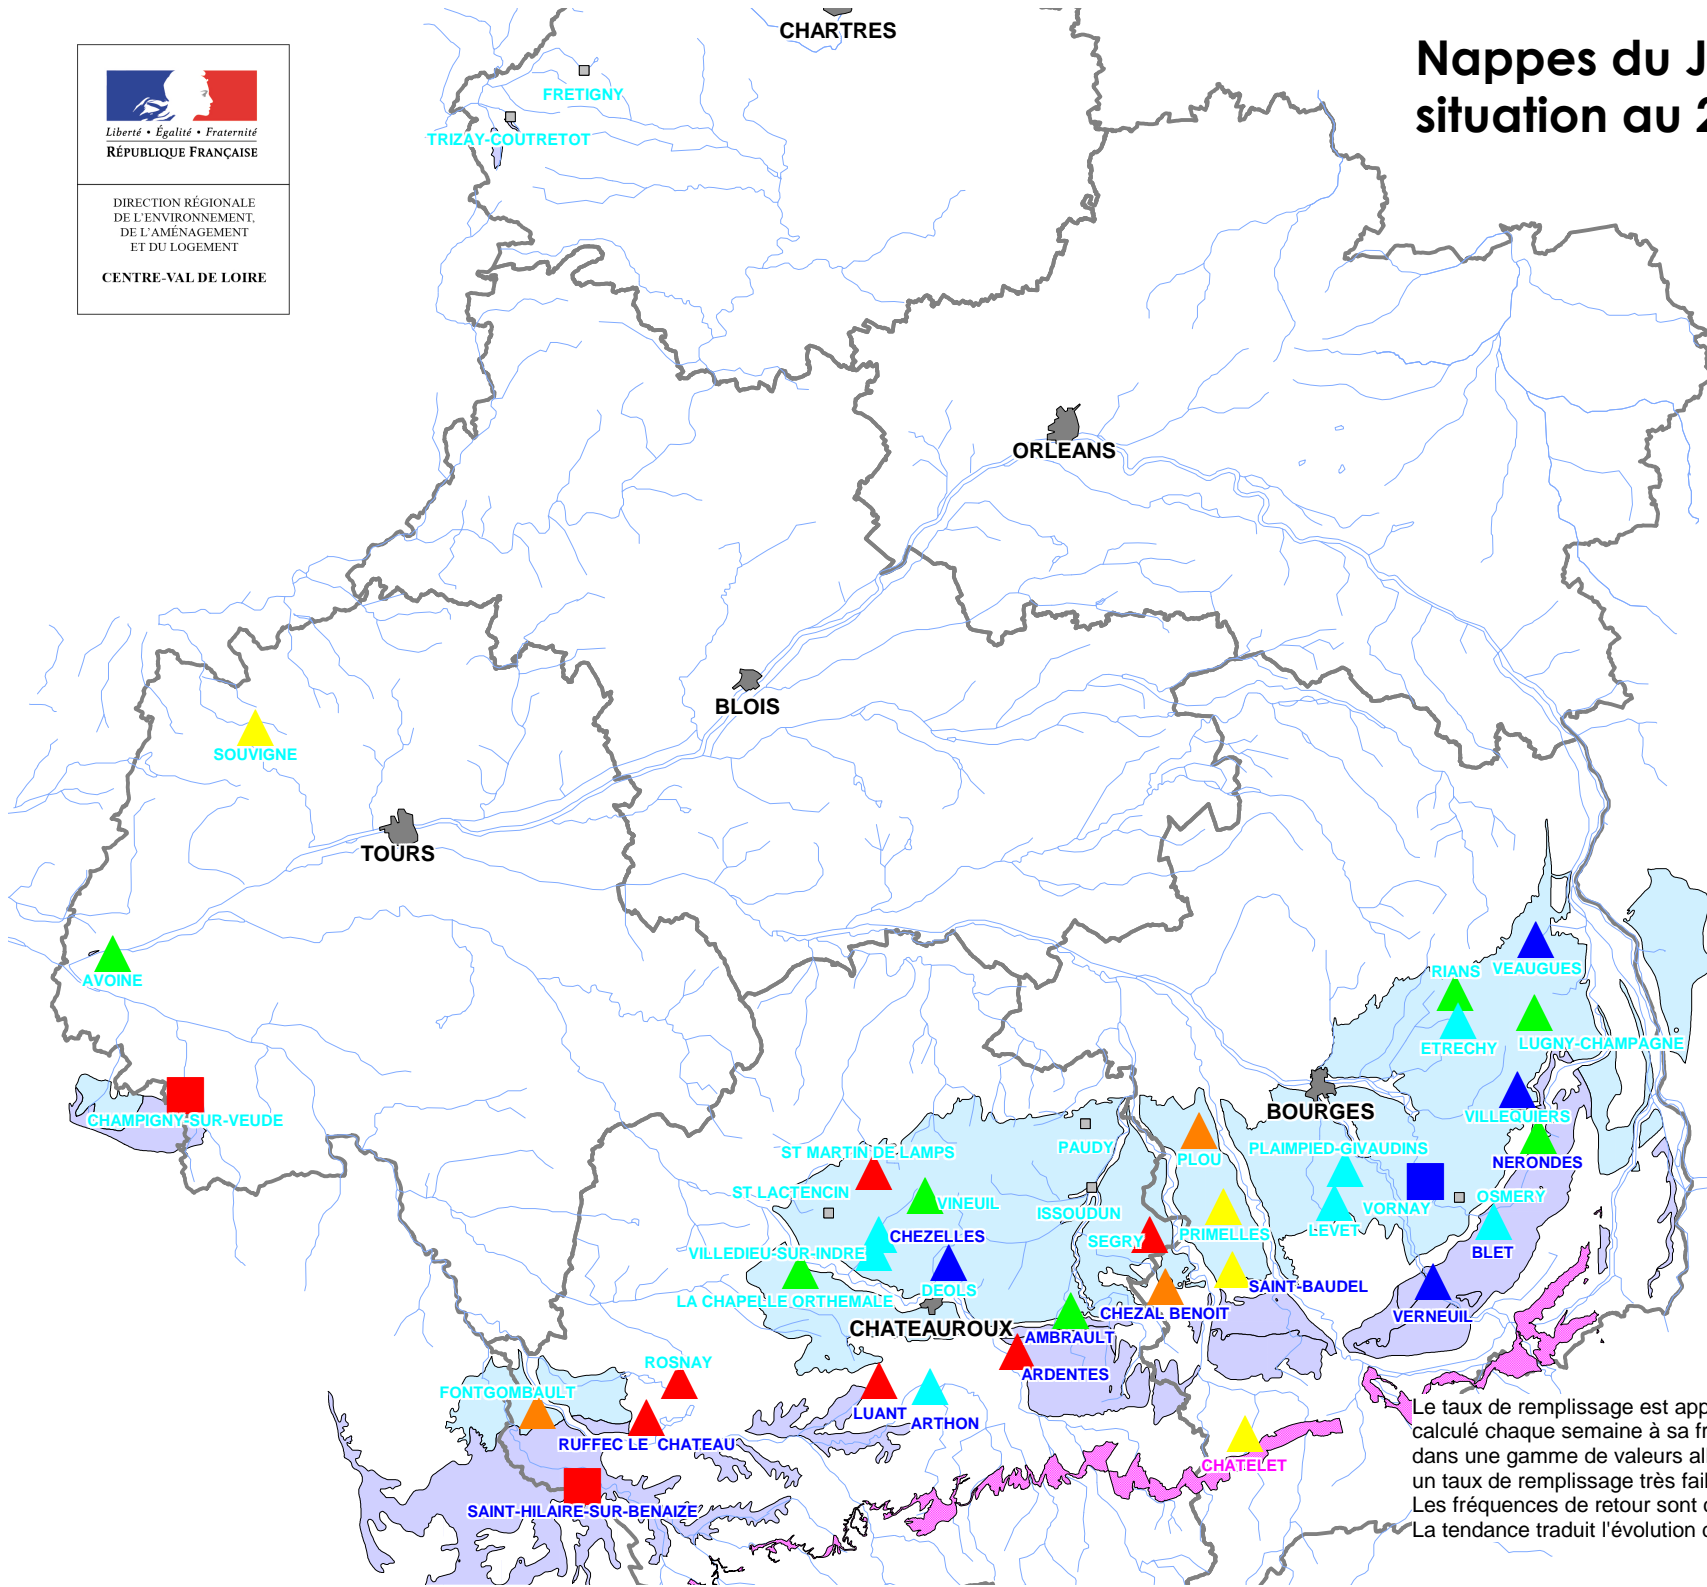 CHARTRES
Nappes du J
situation au 2
FRETIGNY
TRIZAY-COUTRETOT
Liberté • Égalité • Fraternité
RÉPUBLIQUE FRANÇAISE
DIRECTION RÉGIONALE
DE L'ENVIRONNEMENT,
DE L'AMÉNAGEMENT
ET DU LOGEMENT
CENTRE-VAL DE LOIRE
ORLEANS
BLOIS
SOUVIGNE
TOURS
AVOINE
RIANS
VEAUGUES
ETRECHY
LUGNY-CHAMPAGNE
CHAMPIGNY-SUR-VEUDE
BOURGES
VILLEQUIERS
ST MARTIN DE LAMPS
PAUDY
PLOU
PLAIMPIED-GIVAUDINS
NERONDES
ST LACTENCIN
VINEUIL
ISSOUDUN
VORNAY
OSMERY
CHEZELLES
SEGRY
PRIMELLES
LEVET
VILLEDIEU-SUR-INDRE
BLET
LA CHAPELLE ORTHEMALE
DEOLS
SAINT-BAUDEL
CHEZAL BENOIT
VERNEUIL
CHATEAUROUX
AMBRAULT
ROSNAY
ARDENTES
FONTGOMBAULT
LUANT
ARTHON
RUFFEC LE CHATEAU
CHATELET
SAINT-HILAIRE-SUR-BENAIZE
Le taux de remplissage est app
calculé chaque semaine à sa fr
dans une gamme de valeurs all
un taux de remplissage très faib
Les fréquences de retour sont
La tendance traduit l'évolution